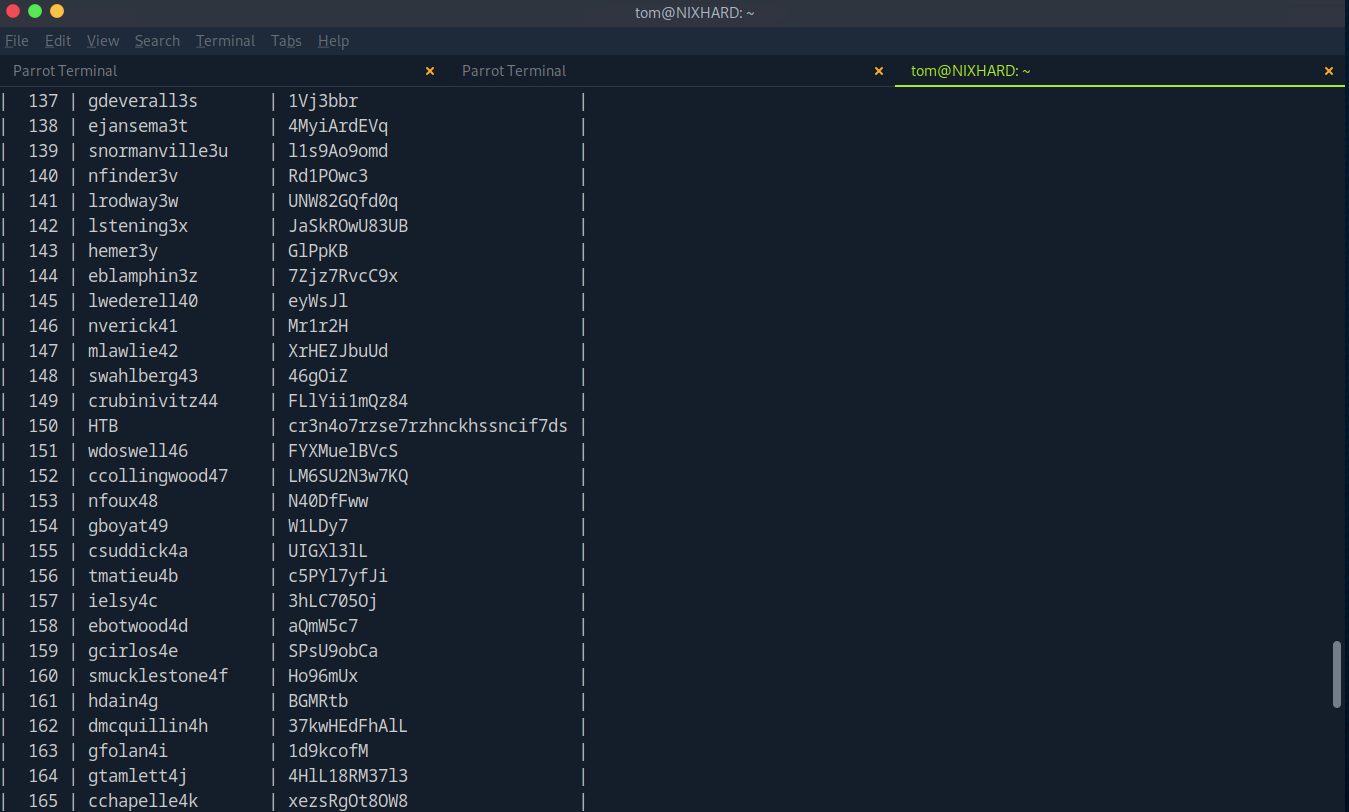 tom@NIXHARD: ~
File Edit View Search Terminal Tabs Help
Parrot Terminal × Parrot Terminal × tom@NIXHARD: ~ ×
| 137 | gdeverall3s | 1Vj3bbr |
| 138 | ejansema3t | 4MyiArdEVq |
| 139 | snormanville3u | l1s9Ao9omd |
| 140 | nfinder3v | Rd1POwc3 |
| 141 | lrodway3w | UNW82GQfd0q |
| 142 | lstening3x | JaSkROwU83UB |
| 143 | hemer3y | GlPpKB |
| 144 | eblamphin3z | 7Zjz7RvcC9x |
| 145 | lwederell40 | eyWsJl |
| 146 | nverick41 | Mr1r2H |
| 147 | mlawlie42 | XrHEZJbuUd |
| 148 | swahlberg43 | 46gOiZ |
| 149 | crubinivitz44 | FLlYii1mQz84 |
| 150 | HTB | cr3n4o7rzse7rzhnckhssncif7ds |
| 151 | wdoswell46 | FYXMuelBVcS |
| 152 | ccollingwood47 | LM6SU2N3w7KQ |
| 153 | nfoux48 | N40DfFww |
| 154 | gboyat49 | W1LDy7 |
| 155 | csuddick4a | UIGXl3lL |
| 156 | tmatieu4b | c5PYl7yfJi |
| 157 | ielsy4c | 3hLC705Oj |
| 158 | ebotwood4d | aQmW5c7 |
| 159 | gcirlos4e | SPsU9obCa |
| 160 | smucklestone4f | Ho96mUx |
| 161 | hdain4g | BGMRtb |
| 162 | dmcquillin4h | 37kwHEdFhAlL |
| 163 | gfolan4i | 1d9kcofM |
| 164 | gtamlett4j | 4HlL18RM37l3 |
| 165 | cchapelle4k | xezsRgOt8OW8 |